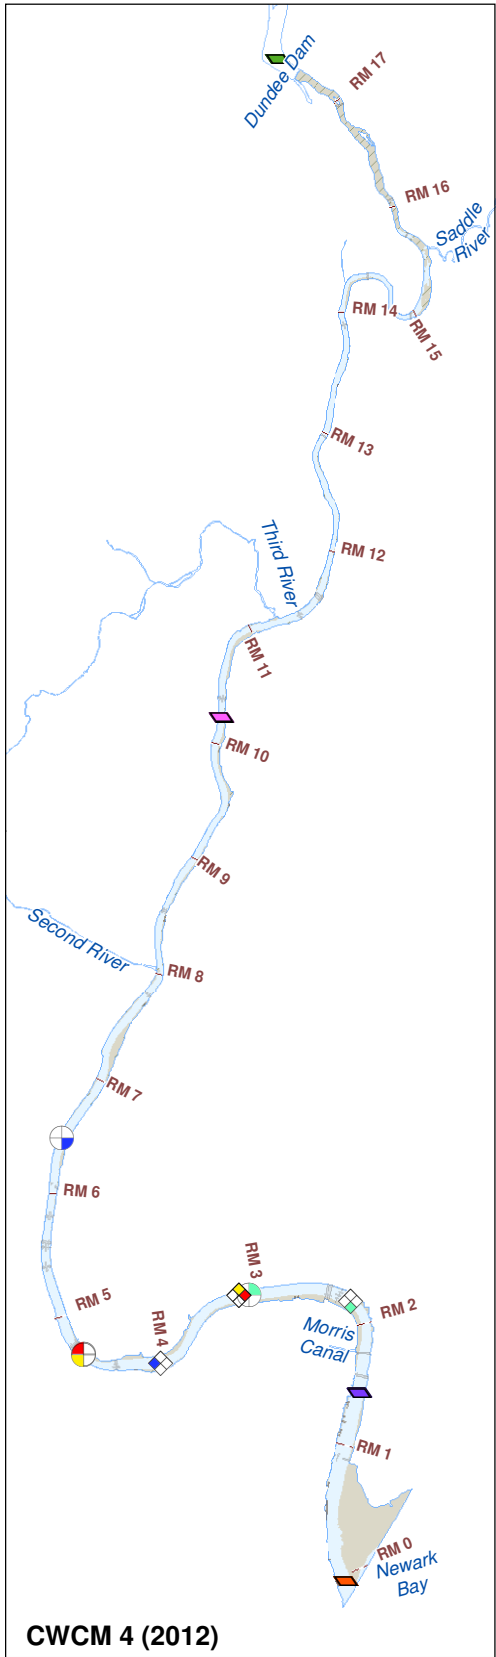 Dundee Dam
RM 17
RM 16
Saddle
River
RM 14
RM 15
RM 13
RM 12
Third River
RM 11
RM 10
RM 9
Second River
RM 8
RM 7
RM 6
RM 5
RM 4
RM 3
RM 2
Morris
Canal
RM 1
RM 0
Newark
Bay
CWCM 4 (2012)